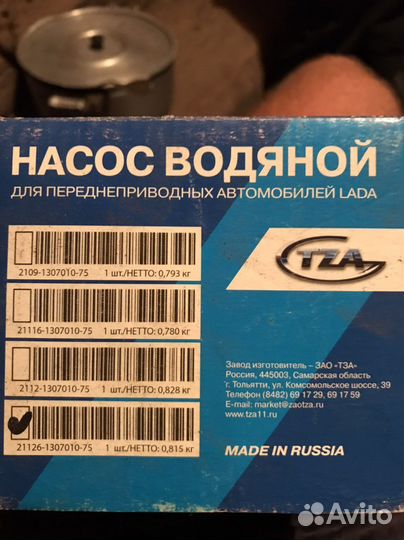 НАСОС ВОДЯНОЙ
ДЛЯ ПЕРЕДНЕПРИВОДНЫХ АВТОМОБИЛЕЙ LADA
2109-1307010-75 1 шт./НЕТТО: 0,793 кг
21116-1307010-75 1 шт./НЕТТО: 0,780 кг
2112-1307010-75 1 шт./НЕТТО: 0,828 кг
21126-1307010-75 1 шт./НЕТТО: 0,815 кг
TZA
Завод изготовитель – ЗАО «ТЗА»
Россия, 445003, Самарская область
г. Тольятти, ул. Комсомольское шоссе, 39
Телефон (8482) 69 17 29, 69 17 59
E-mail: market@zaotza.ru
www.tza11.ru
MADE IN RUSSIA
Avito